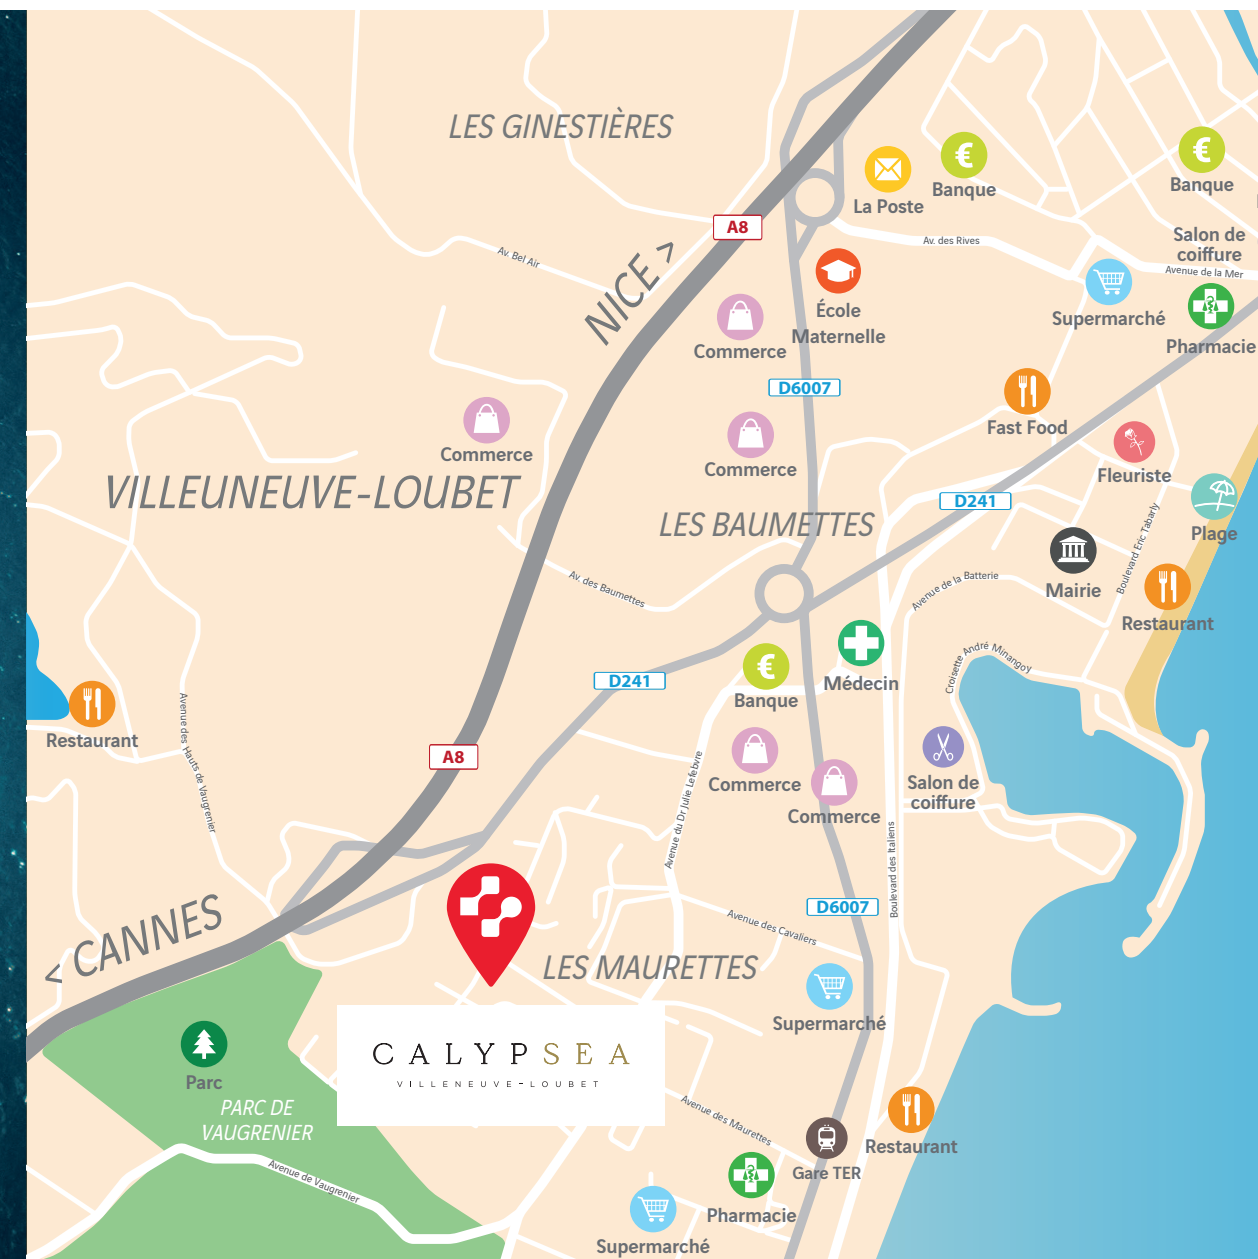 LES GINESTIÈRES
La Poste
Banque
Banque
A8
Av. des Rives
Salon de
coiffure
Avenue de la Mer
Av. Bel Air
NICE >
École
Maternelle
Supermarché
Pharmacie
Commerce
D6007
Fast Food
Commerce
Commerce
Fleuriste
VILLEUNEUVE-LOUBET
D241
LES BAUMETTES
Plage
Boulevard Eric Tabarly
Mairie
Av. des Baumettes
Avenue de la Batterie
Restaurant
Croisette André Minangoy
D241
Médecin
Banque
Restaurant
Avenue des Hauts de Vaugrenier
A8
Avenue du Dr Julie Lefebvre
Commerce
Commerce
Salon de
coiffure
Boulevard des Italiens
D6007
< CANNES
Avenue des Cavaliers
LES MAURETTES
Supermarché
CALYPSEA
VILLENEUVE-LOUBET
Parc
PARC DE
VAUGRENIER
Avenue des Maurettes
Restaurant
Gare TER
Avenue de Vaugrenier
Pharmacie
Supermarché